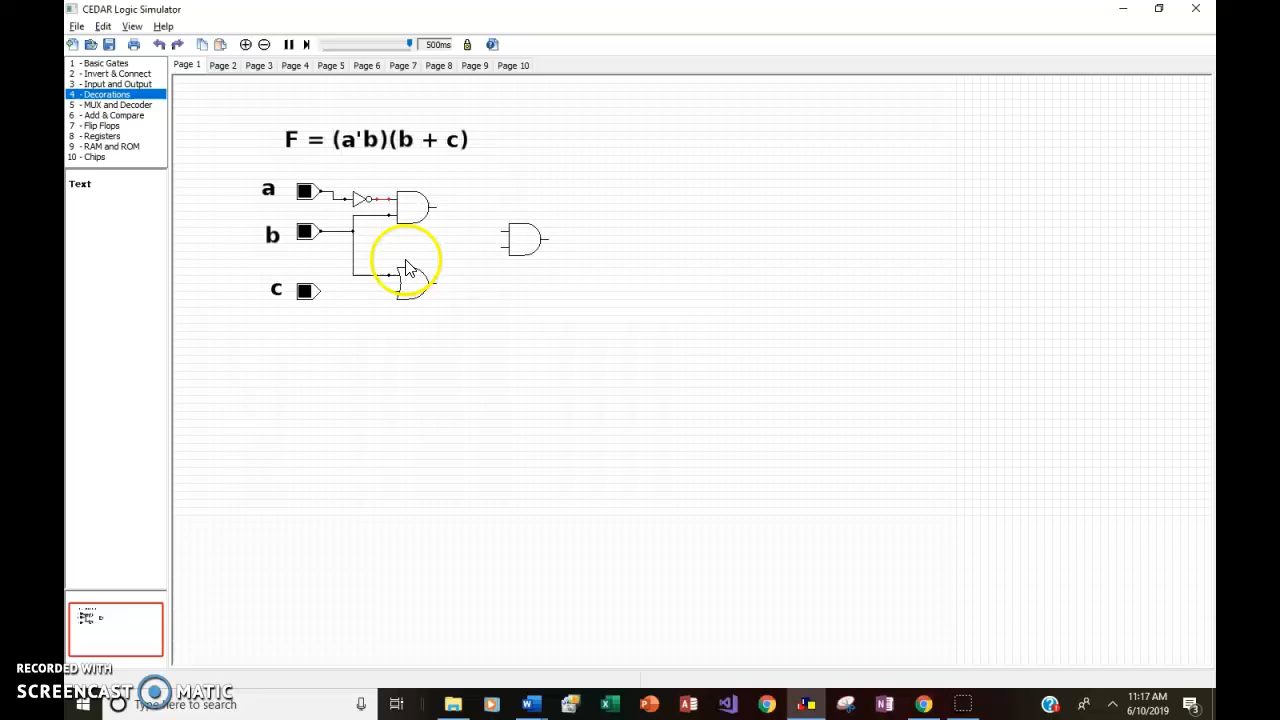 CEDAR Logic Simulator
File Edit View Help
500ms
1 - Basic Gates
2 - Invert & Connect
3 - Input and Output
4 - Decorations
5 - MUX and Decoder
6 - Add & Compare
7 - Flip Flops
8 - Registers
9 - RAM and ROM
10 - Chips
Text
Page 1 Page 2 Page 3 Page 4 Page 5 Page 6 Page 7 Page 8 Page 9 Page 10
F = (a'b)(b + c)
a
b
c
RECORDED WITH
SCREENCAST MATIC
Type here to search
11:17 AM
6/10/2019